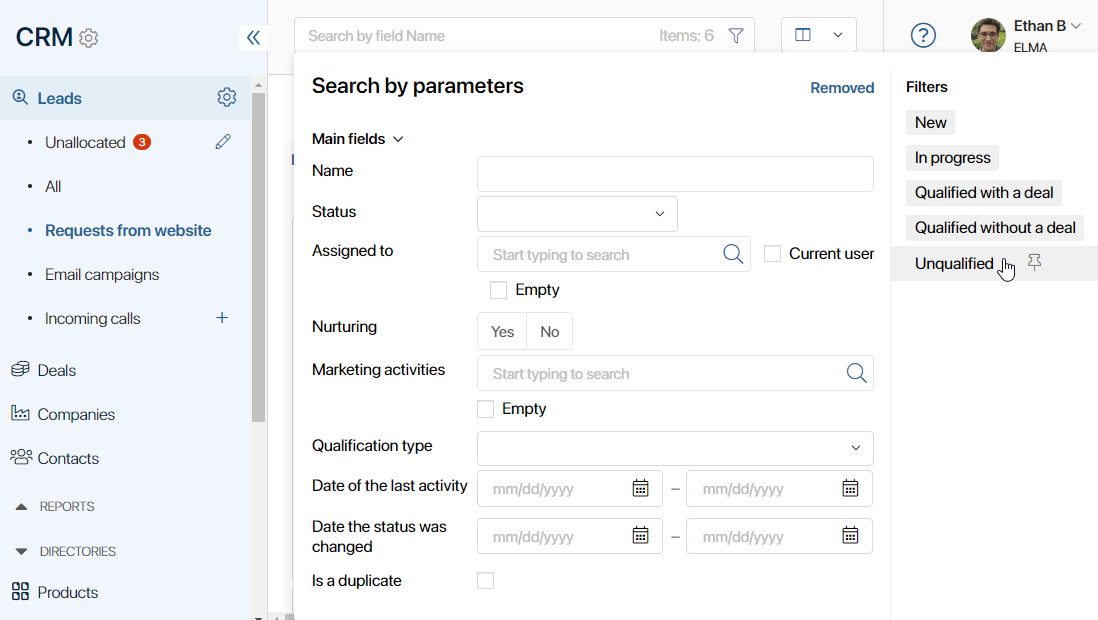 CRM
Search by field Name
Items: 6
?
Ethan B
ELMA
Leads
Unallocated 3
All
Requests from website
Email campaigns
Incoming calls
Deals
Companies
Contacts
REPORTS
DIRECTORIES
Products
Search by parameters
Removed
Main fields
Name
Status
Assigned to
Start typing to search
Current user
Empty
Nurturing
Yes
No
Marketing activities
Start typing to search
Empty
Qualification type
Date of the last activity
mm/dd/yyyy – mm/dd/yyyy
Date the status was
changed
mm/dd/yyyy – mm/dd/yyyy
Is a duplicate
Filters
New
In progress
Qualified with a deal
Qualified without a deal
Unqualified